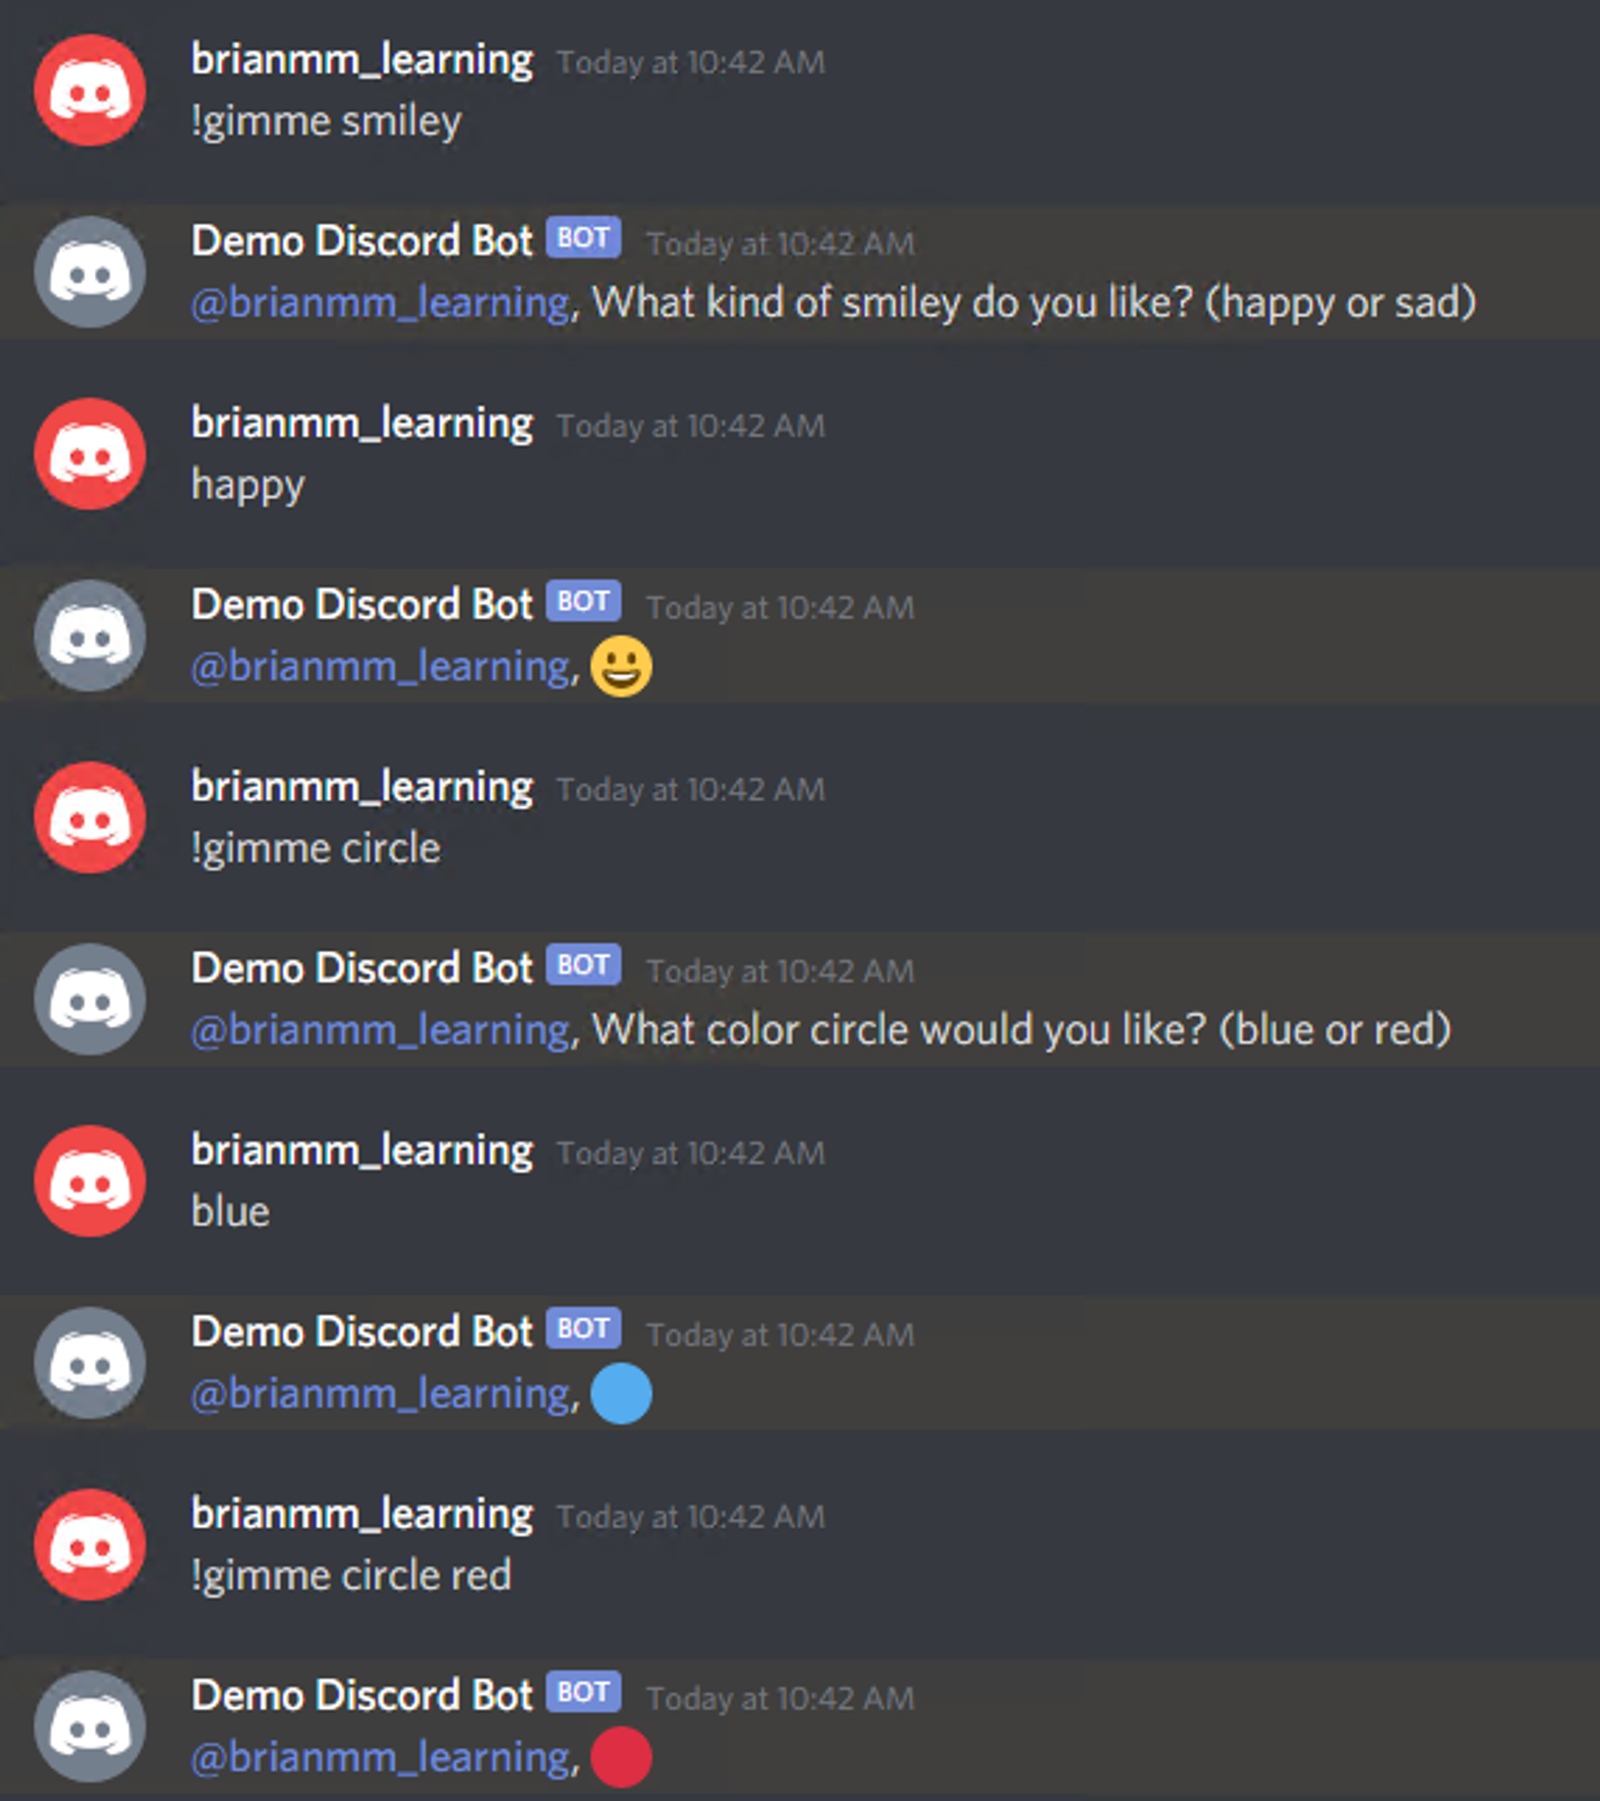 brianmm_learning Today at 10:42 AM
!gimme smiley
Demo Discord Bot BOT Today at 10:42 AM
@brianmm_learning, What kind of smiley do you like? (happy or sad)
brianmm_learning Today at 10:42 AM
happy
Demo Discord Bot BOT Today at 10:42 AM
@brianmm_learning, 😀
brianmm_learning Today at 10:42 AM
!gimme circle
Demo Discord Bot BOT Today at 10:42 AM
@brianmm_learning, What color circle would you like? (blue or red)
brianmm_learning Today at 10:42 AM
blue
Demo Discord Bot BOT Today at 10:42 AM
@brianmm_learning, 🔵
brianmm_learning Today at 10:42 AM
!gimme circle red
Demo Discord Bot BOT Today at 10:42 AM
@brianmm_learning, 🔴